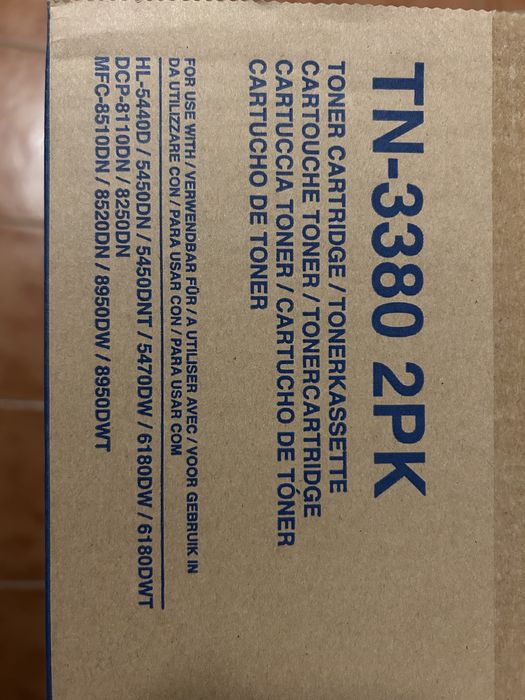 TN-3380 2PK
TONER CARTRIDGE / TONERKASSETTE
CARTOUCHE TONER / TONERCARTRIDGE
CARTUCCIA TONER / CARTUCHO DE TÓNER
CARTUCHO DE TONER
FOR USE WITH / VERWENDBAR FÜR / A UTILISER AVEC / VOOR GEBRUIK IN
DA UTILIZZARE CON / PARA USAR CON / PARA USAR COM
HL-5440D / 5450DN / 5450DNT / 5470DW / 6180DW / 6180DWT
DCP-8110DN / 8250DN
MFC-8510DN / 8520DN / 8950DW / 8950DWT